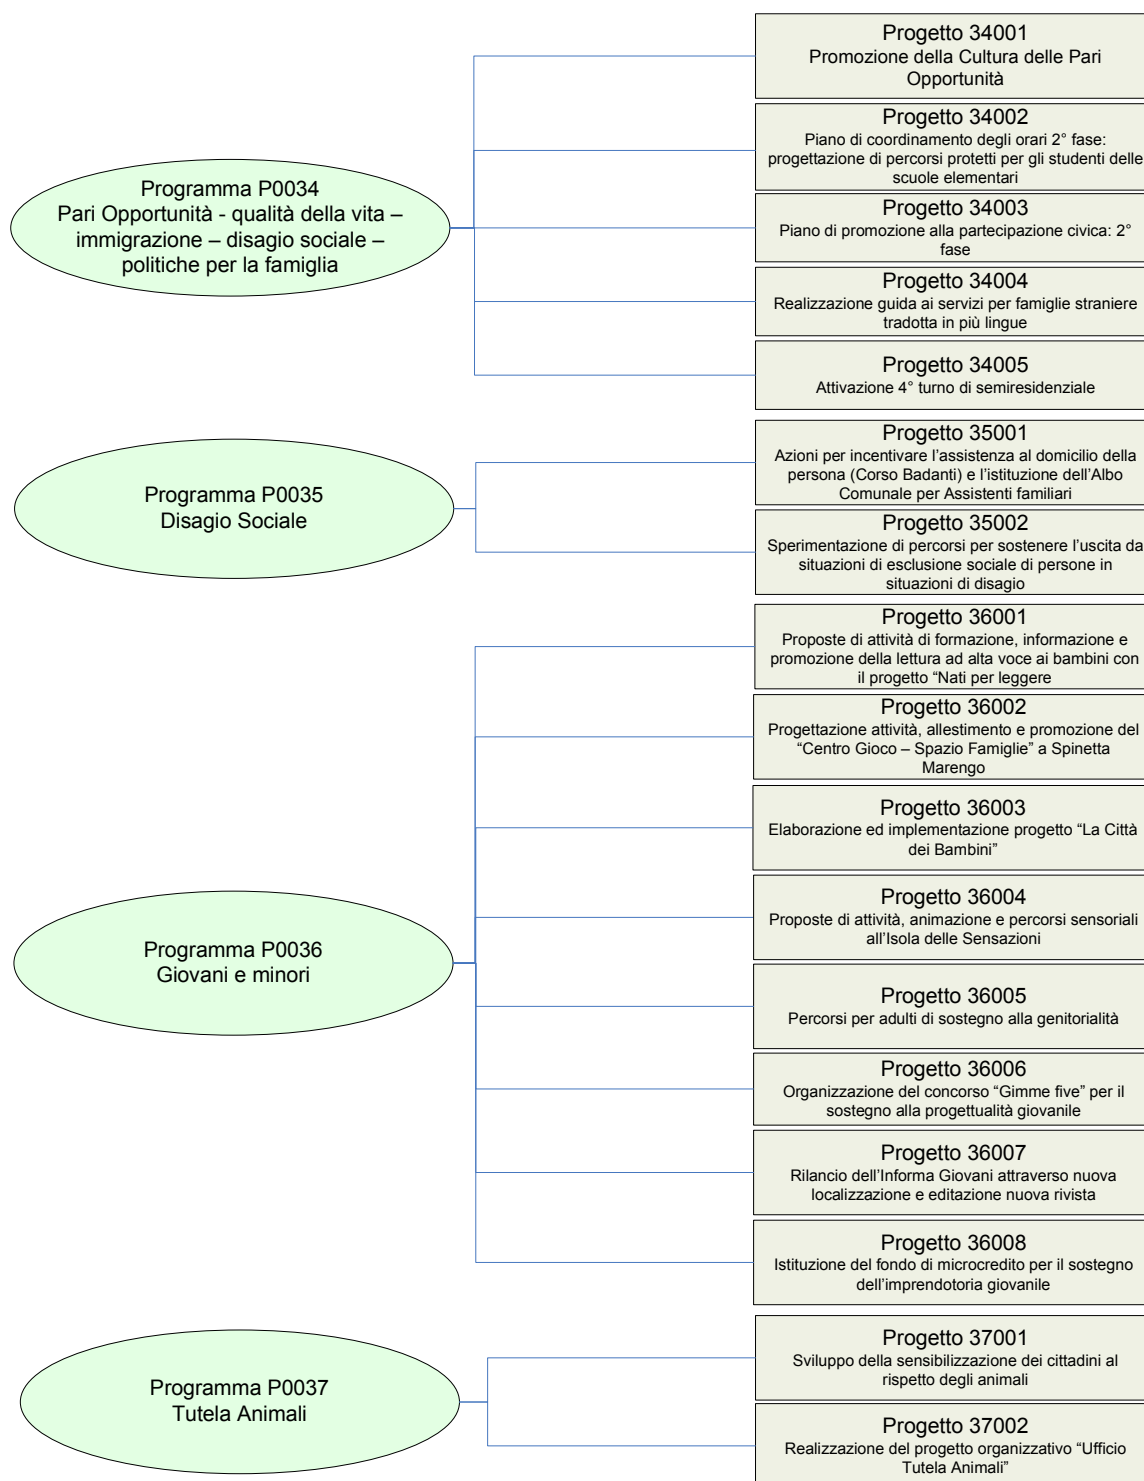 Programma P0034
Pari Opportunità - qualità della vita –
immigrazione – disagio sociale –
politiche per la famiglia
Progetto 34001
Promozione della Cultura delle Pari
Opportunità
Progetto 34002
Piano di coordinamento degli orari 2° fase:
progettazione di percorsi protetti per gli studenti delle
scuole elementari
Progetto 34003
Piano di promozione alla partecipazione civica: 2°
fase
Progetto 34004
Realizzazione guida ai servizi per famiglie straniere
tradotta in più lingue
Progetto 34005
Attivazione 4° turno di semiresidenziale
Programma P0035
Disagio Sociale
Progetto 35001
Azioni per incentivare l’assistenza al domicilio della
persona (Corso Badanti) e l’istituzione dell’Albo
Comunale per Assistenti familiari
Progetto 35002
Sperimentazione di percorsi per sostenere l’uscita da
situazioni di esclusione sociale di persone in
situazioni di disagio
Programma P0036
Giovani e minori
Progetto 36001
Proposte di attività di formazione, informazione e
promozione della lettura ad alta voce ai bambini con
il progetto “Nati per leggere
Progetto 36002
Progettazione attività, allestimento e promozione del
“Centro Gioco – Spazio Famiglie” a Spinetta
Marengo
Progetto 36003
Elaborazione ed implementazione progetto “La Città
dei Bambini”
Progetto 36004
Proposte di attività, animazione e percorsi sensoriali
all’Isola delle Sensazioni
Progetto 36005
Percorsi per adulti di sostegno alla genitorialità
Progetto 36006
Organizzazione del concorso “Gimme five” per il
sostegno alla progettualità giovanile
Progetto 36007
Rilancio dell’Informa Giovani attraverso nuova
localizzazione e editazione nuova rivista
Progetto 36008
Istituzione del fondo di microcredito per il sostegno
dell’imprendotoria giovanile
Programma P0037
Tutela Animali
Progetto 37001
Sviluppo della sensibilizzazione dei cittadini al
rispetto degli animali
Progetto 37002
Realizzazione del progetto organizzativo “Ufficio
Tutela Animali”